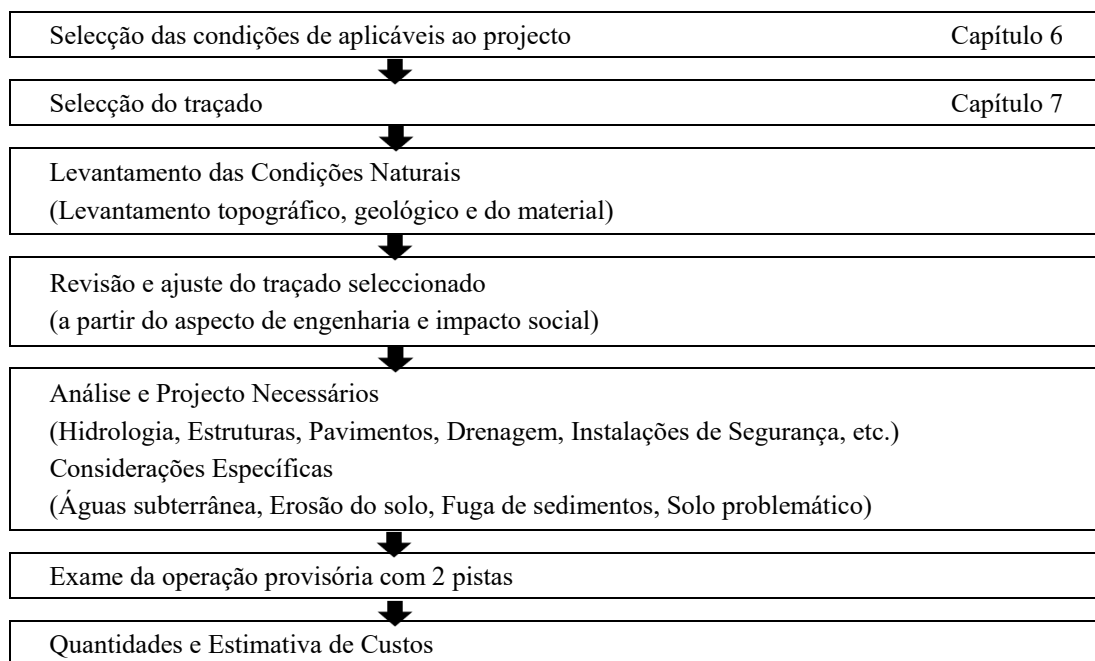 Selecção das condições de aplicáveis ao projecto Capítulo 6
Selecção do traçado Capítulo 7
Levantamento das Condições Naturais
(Levantamento topográfico, geológico e do material)
Revisão e ajuste do traçado seleccionado
(a partir do aspecto de engenharia e impacto social)
Análise e Projecto Necessários
(Hidrologia, Estruturas, Pavimentos, Drenagem, Instalações de Segurança, etc.)
Considerações Específicas
(Águas subterrânea, Erosão do solo, Fuga de sedimentos, Solo problemático)
Exame da operação provisória com 2 pistas
Quantidades e Estimativa de Custos